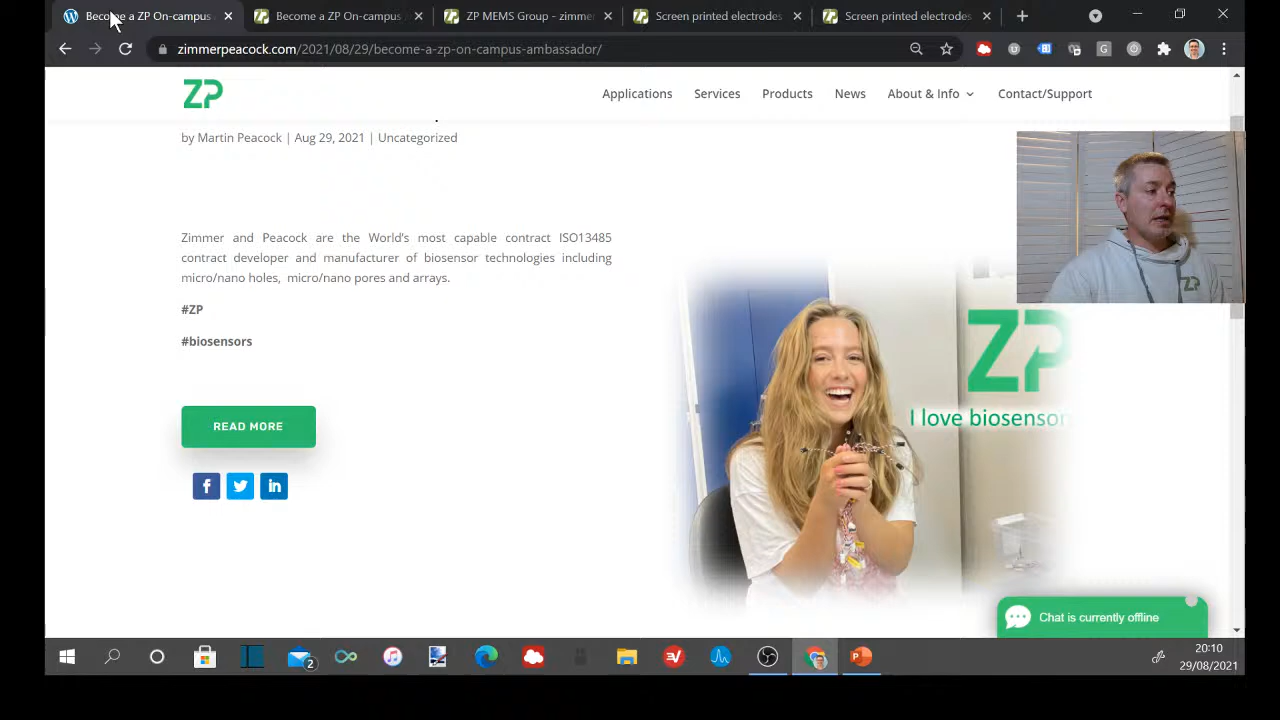 Become a ZP On-campus
Become a ZP On-campus
ZP MEMS Group - zimmer
Screen printed electrodes
Screen printed electrodes
zimmerpeacock.com/2021/08/29/become-a-zp-on-campus-ambassador/
ZP
Applications
Services
Products
News
About & Info
Contact/Support
by Martin Peacock | Aug 29, 2021 | Uncategorized
Zimmer and Peacock are the World's most capable contract ISO13485
contract developer and manufacturer of biosensor technologies including
micro/nano holes, micro/nano pores and arrays.
#ZP
#biosensors
READ MORE
ZP
I love biosensor
ZP
Chat is currently offline
2
20:10
29/08/2021